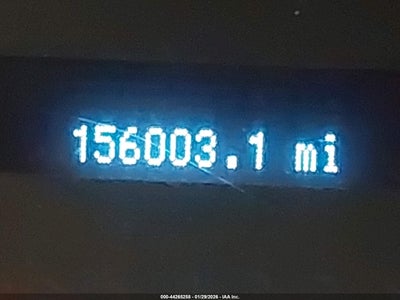 156003.1 mi
000-44265258 - 01/29/2026 - IAA Inc.